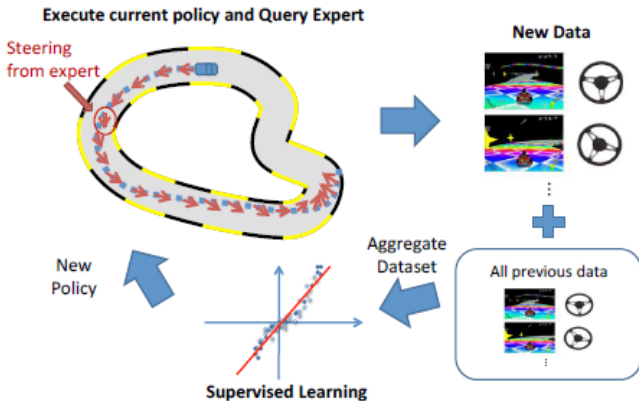 Execute current policy and Query Expert
Steering
from expert
New Data
⋮
All previous data
⋮
Aggregate
Dataset
New
Policy
Supervised Learning